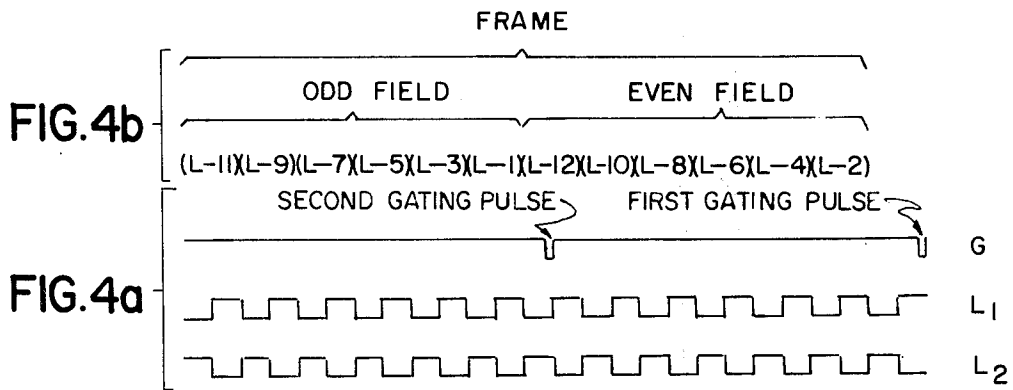 FRAME
ODD FIELD EVEN FIELD
FIG.4b
(L-11)(L-9)(L-7)(L-5)(L-3)(L-1)(L-12)(L-10)(L-8)(L-6)(L-4)(L-2)
SECOND GATING PULSE FIRST GATING PULSE
G
FIG.4a
L1
L2